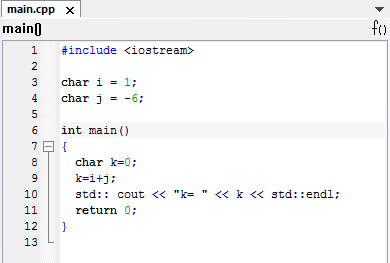 main.cpp x
main() f()
1 #include <iostream>
2
3 char i = 1;
4 char j = -6;
5
6 int main()
7 {
8 char k=0;
9 k=i+j;
10 std:: cout << "k= " << k << std::endl;
11 return 0;
12 }
13